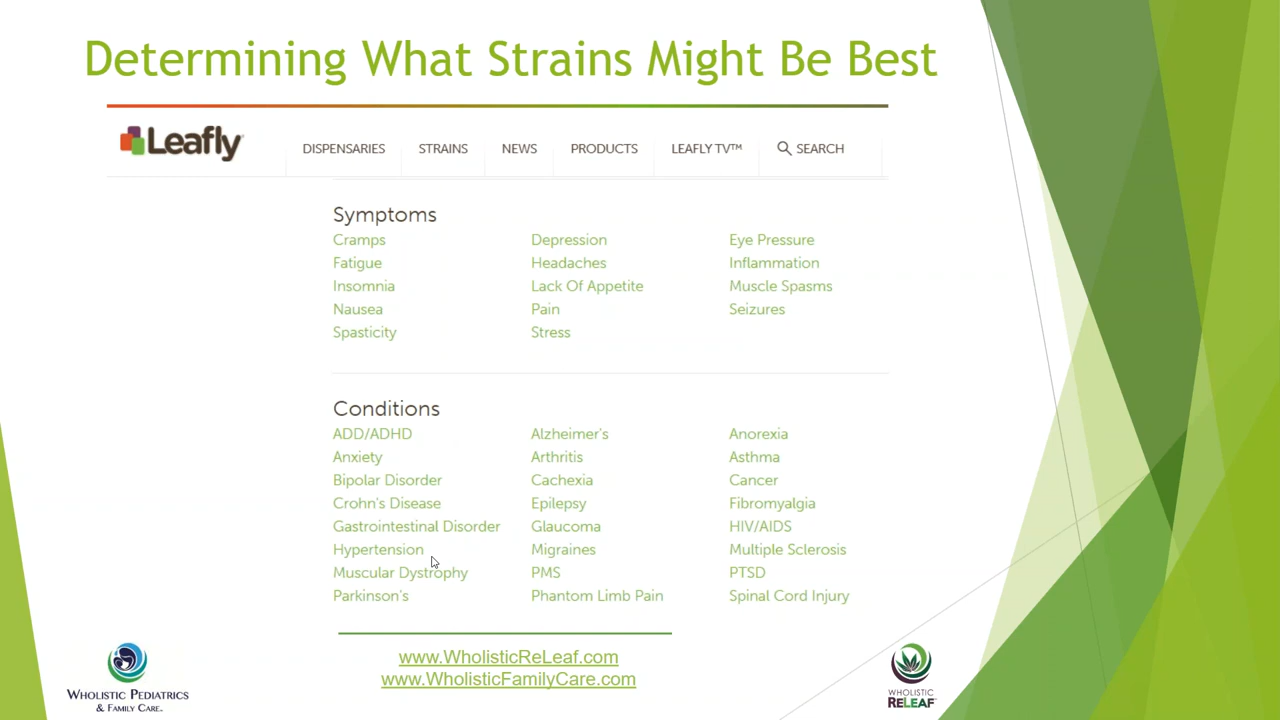 Determining What Strains Might Be Best
Leafly DISPENSARIES STRAINS NEWS PRODUCTS LEAFLY TV™ SEARCH
Symptoms
Cramps Depression Eye Pressure
Fatigue Headaches Inflammation
Insomnia Lack Of Appetite Muscle Spasms
Nausea Pain Seizures
Spasticity Stress
Conditions
ADD/ADHD Alzheimer's Anorexia
Anxiety Arthritis Asthma
Bipolar Disorder Cachexia Cancer
Crohn's Disease Epilepsy Fibromyalgia
Gastrointestinal Disorder Glaucoma HIV/AIDS
Hypertension Migraines Multiple Sclerosis
Muscular Dystrophy PMS PTSD
Parkinson's Phantom Limb Pain Spinal Cord Injury
www.WholisticReLeaf.com
www.WholisticFamilyCare.com
WHOLISTIC PEDIATRICS
& FAMILY CARE.
WHOLISTIC
RELEAF